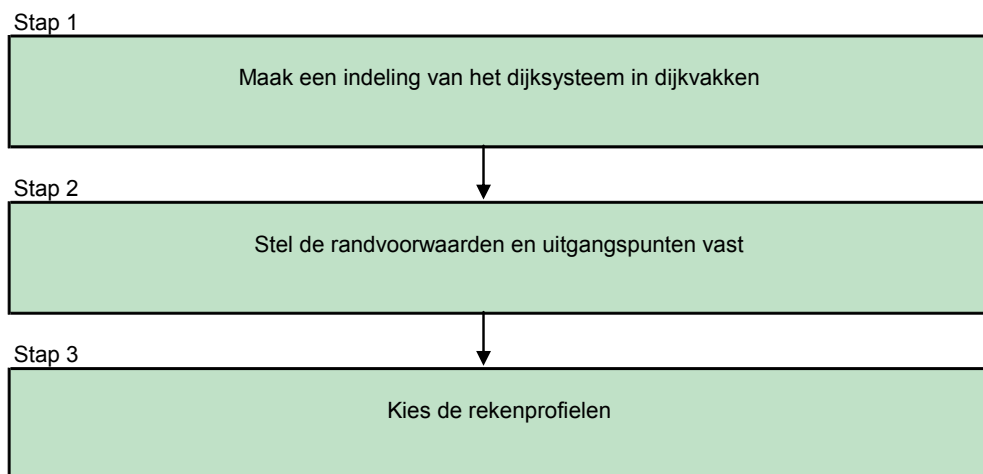 Stap 1
Maak een indeling van het dijksysteem in dijkvakken
Stap 2
Stel de randvoorwaarden en uitgangspunten vast
Stap 3
Kies de rekenprofielen